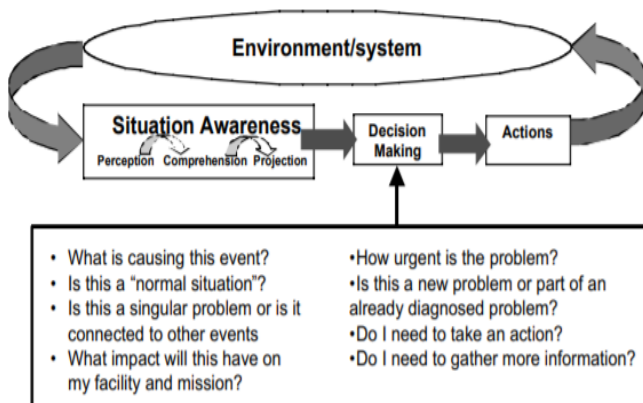 Environment/system
Situation Awareness
Perception Comprehension Projection
Decision
Making
Actions
• What is causing this event?
• Is this a “normal situation”?
• Is this a singular problem or is it
connected to other events
• What impact will this have on
my facility and mission?
•How urgent is the problem?
•Is this a new problem or part of an
already diagnosed problem?
•Do I need to take an action?
•Do I need to gather more information?